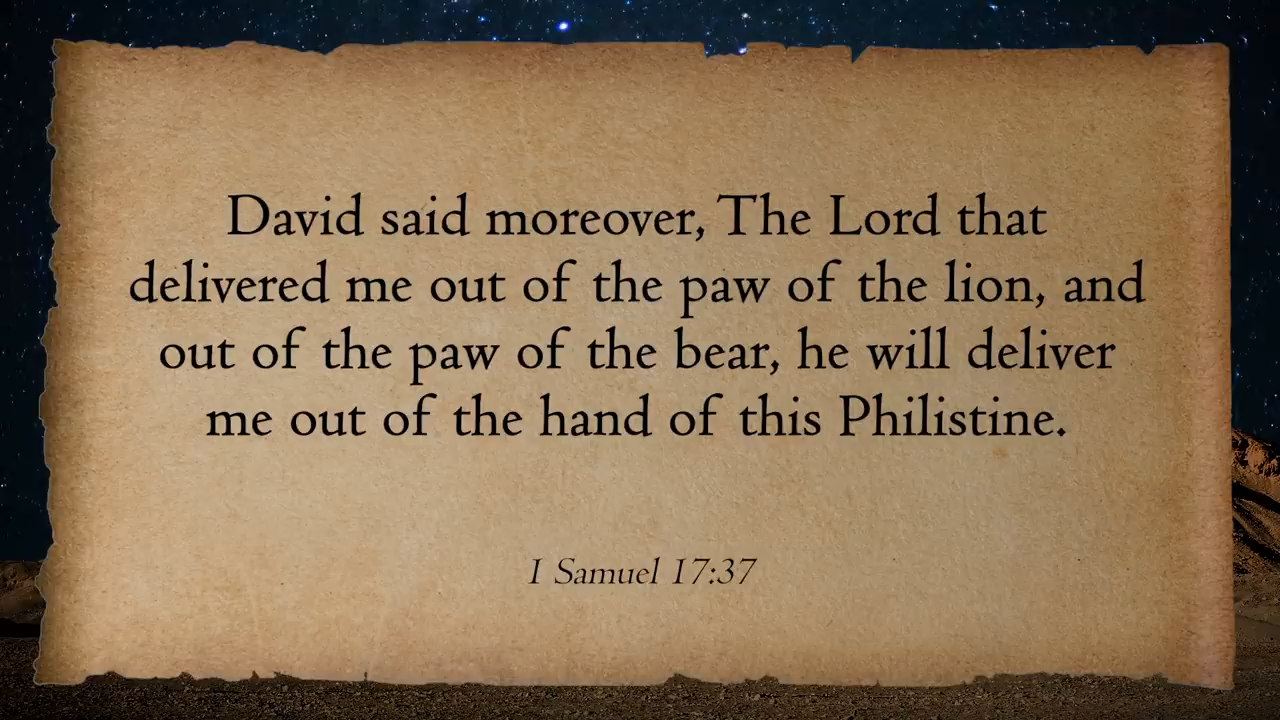 David said moreover, The Lord that
delivered me out of the paw of the lion, and
out of the paw of the bear, he will deliver
me out of the hand of this Philistine.
I Samuel 17:37